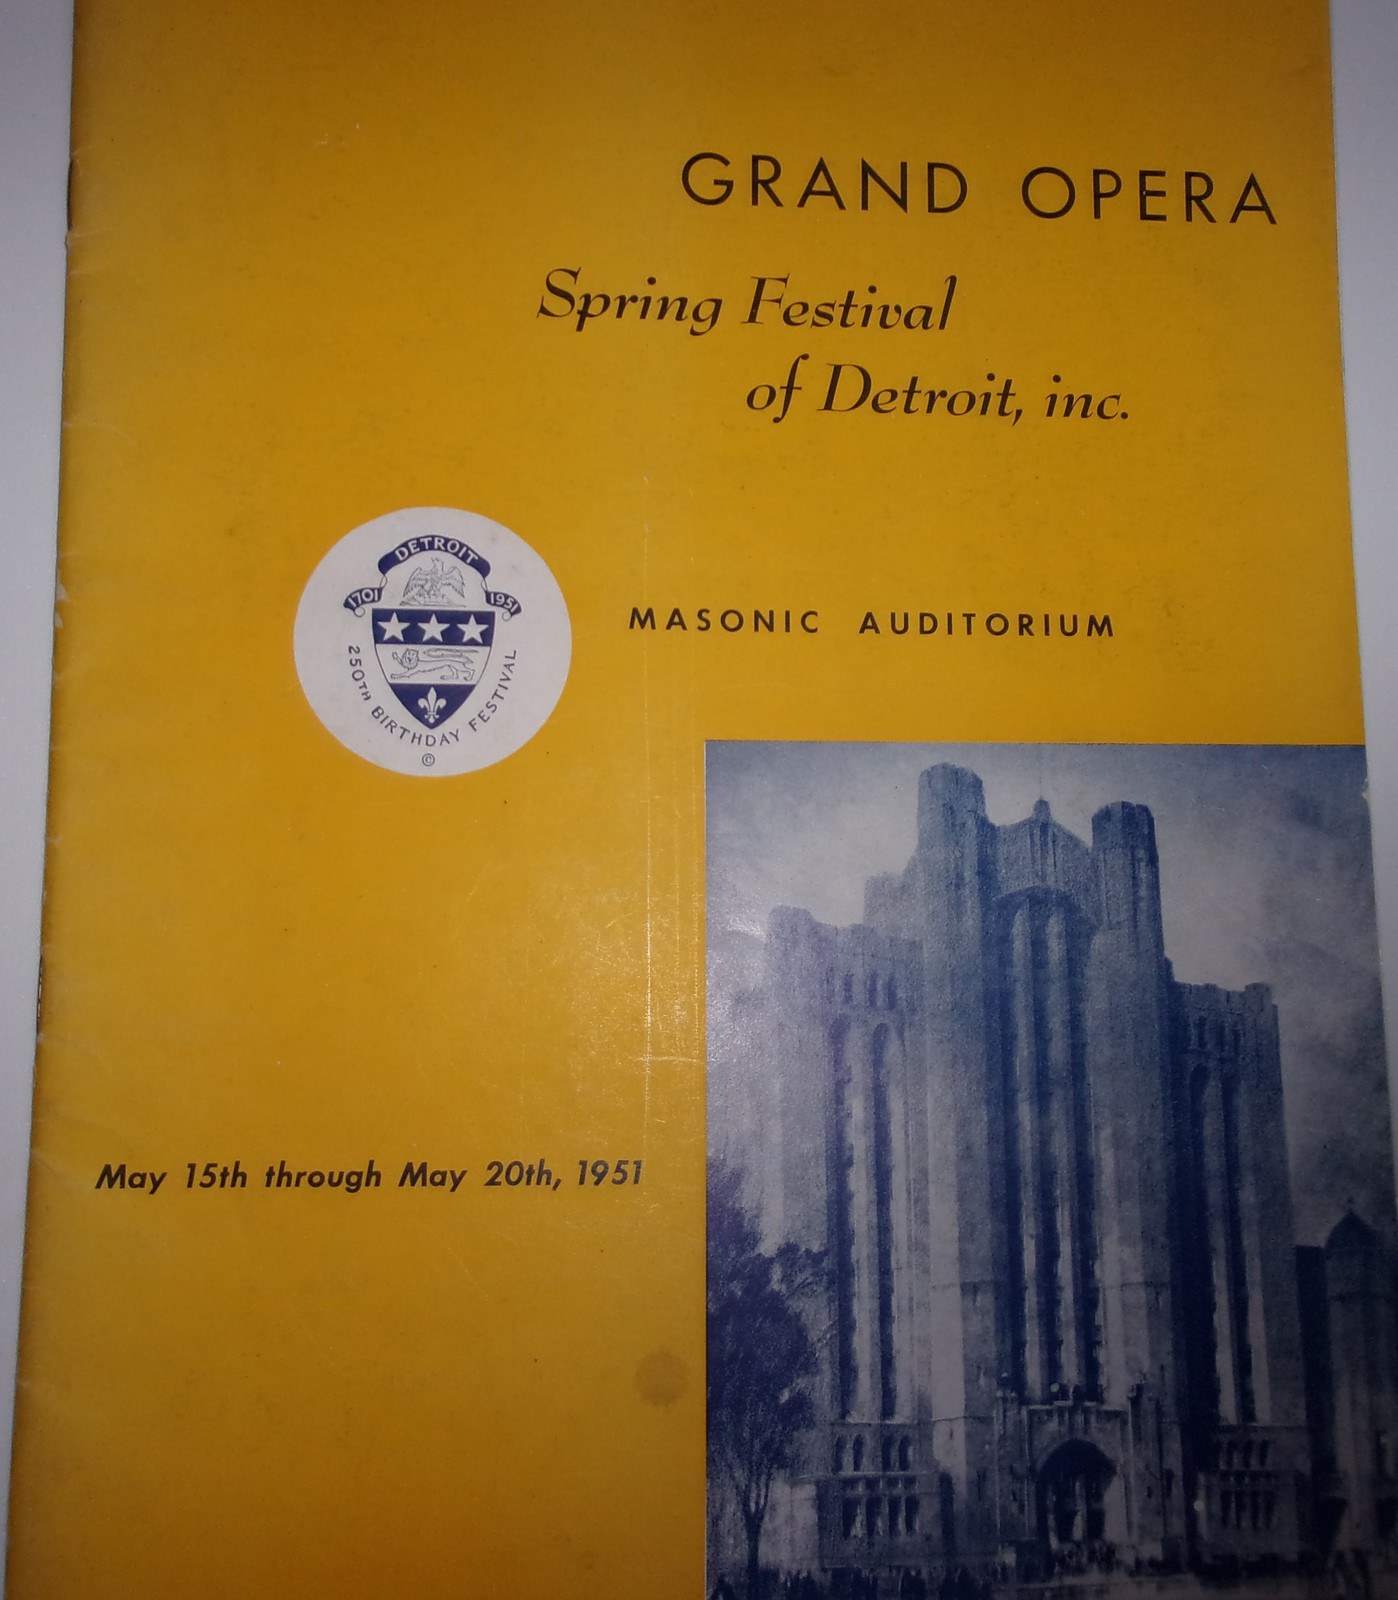 GRAND OPERA
Spring Festival
of Detroit, inc.
DETROIT
1701 1951
250TH BIRTHDAY FESTIVAL
©
MASONIC AUDITORIUM
May 15th through May 20th, 1951